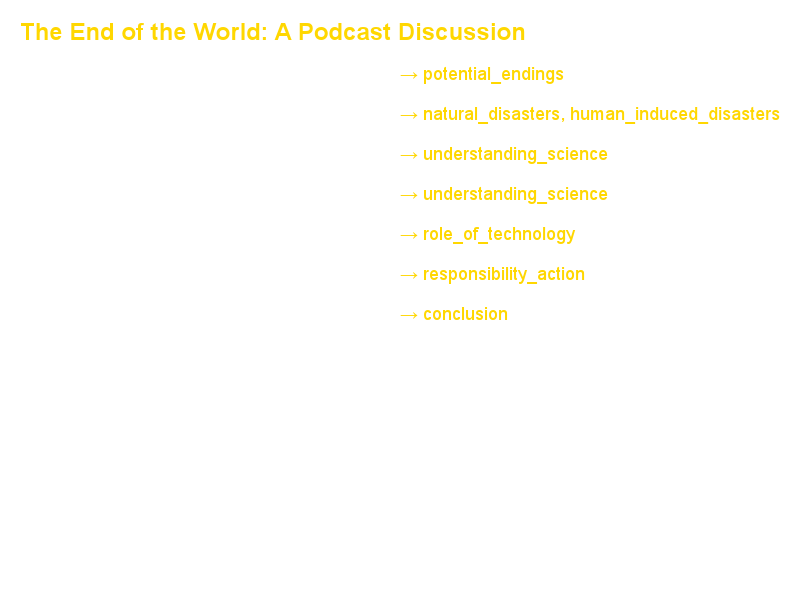 The End of the World: A Podcast Discussion
→ potential_endings
→ natural_disasters, human_induced_disasters
→ understanding_science
→ understanding_science
→ role_of_technology
→ responsibility_action
→ conclusion